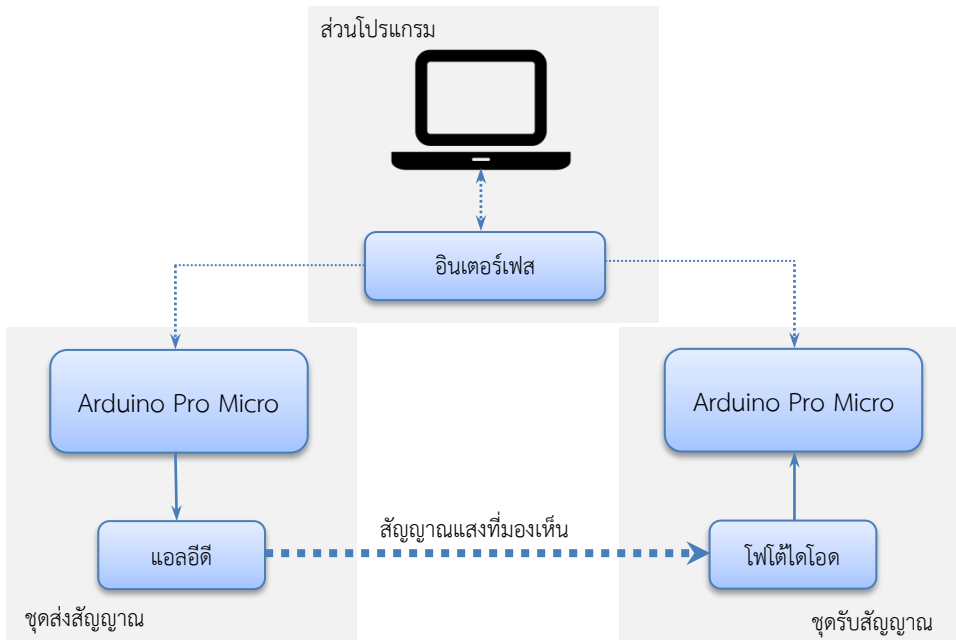 ส่วนโปรแกรม
อินเตอร์เฟส
Arduino Pro Micro
Arduino Pro Micro
สัญญาณแสงที่มองเห็น
แอลอีดี
โฟโต้ไดโอด
ชุดส่งสัญญาณ
ชุดรับสัญญาณ